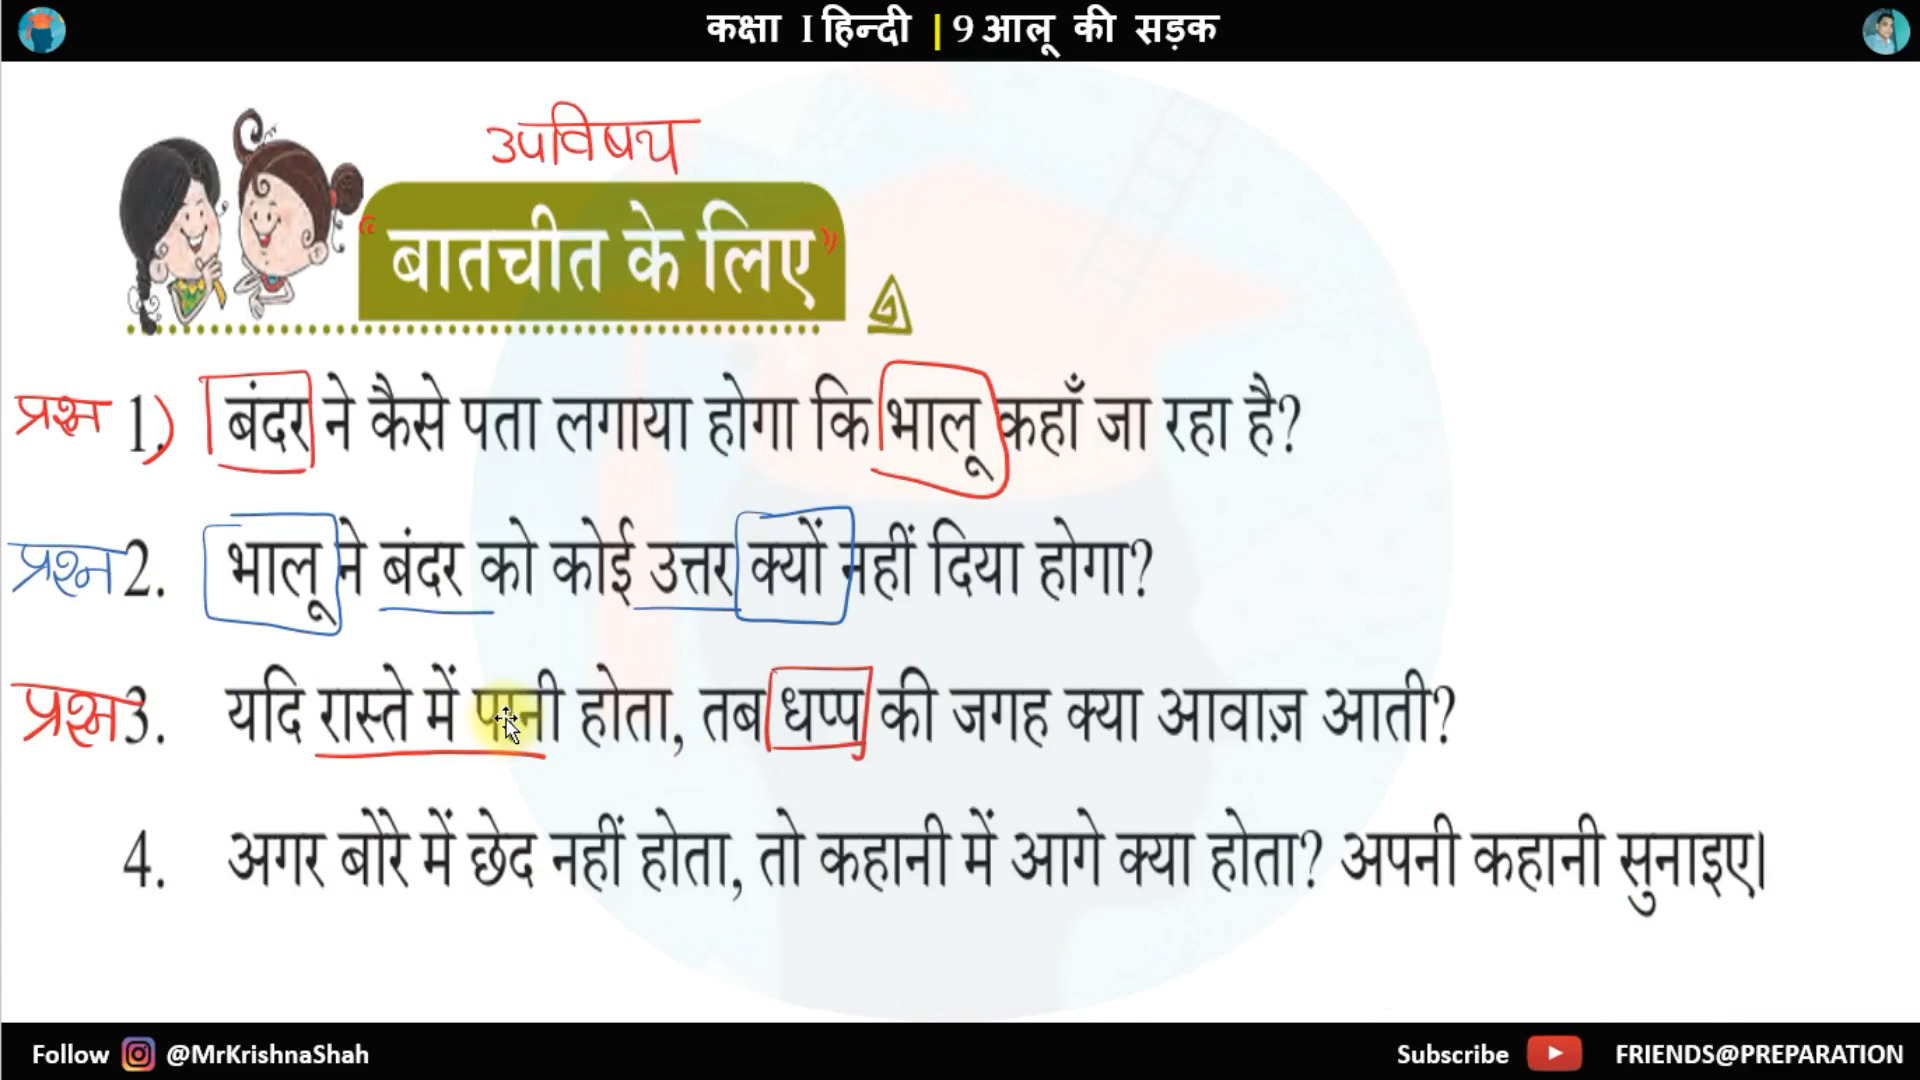 कक्षा I हिन्दी | 9 आलू की सड़क
उपविषय
“बातचीत के लिए”
प्रश्न 1.) बंदर ने कैसे पता लगाया होगा कि भालू कहाँ जा रहा है?
प्रश्न 2. भालू ने बंदर को कोई उत्तर क्यों नहीं दिया होगा?
प्रश्न 3. यदि रास्ते में पानी होता, तब धप्प की जगह क्या आवाज़ आती?
4. अगर बोरे में छेद नहीं होता, तो कहानी में आगे क्या होता? अपनी कहानी सुनाइए।
Follow @MrKrishnaShah Subscribe FRIENDS@PREPARATION